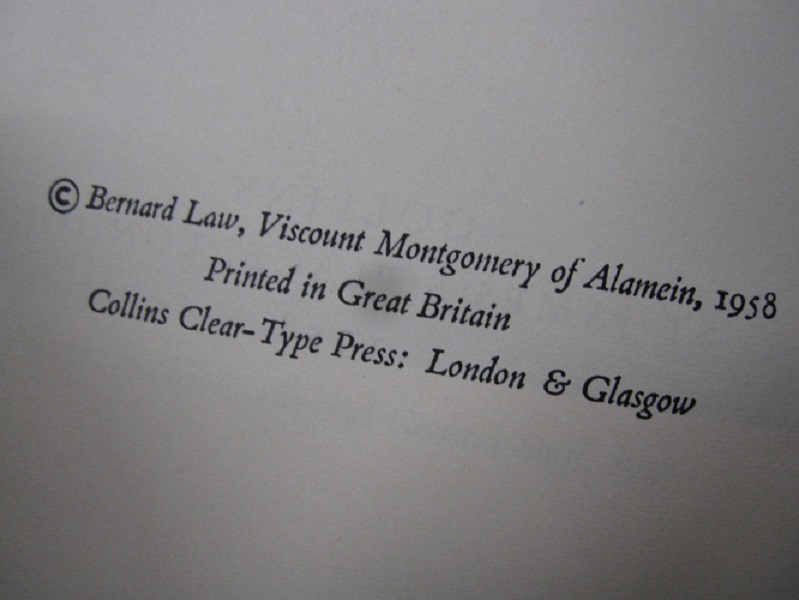 © Bernard Law, Viscount Montgomery of Alamein, 1958
Printed in Great Britain
Collins Clear-Type Press: London & Glasgow